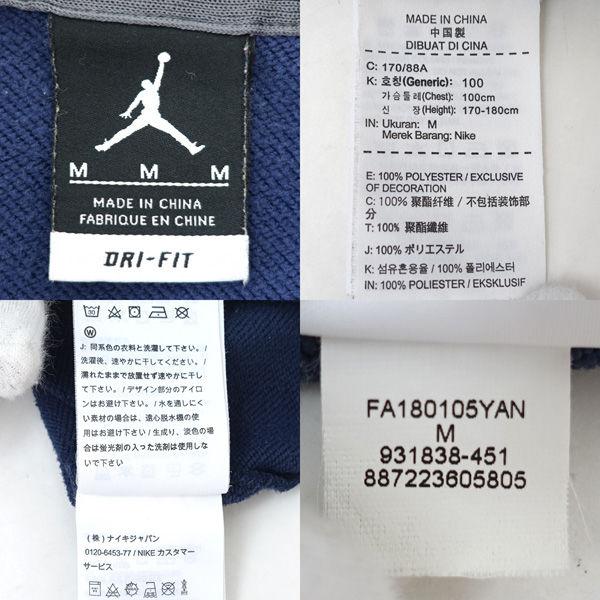 M M M
MADE IN CHINA
FABRIQUE EN CHINE
DRI-FIT
MADE IN CHINA
中国製
DIBUAT DI CINA
C: 170/88A
K: 호칭(Generic): 100
가슴둘레(Chest): 100cm
신 장(Height): 170-180cm
IN: Ukuran: M
Merek Barang: Nike
E: 100% POLYESTER / EXCLUSIVE
OF DECORATION
C: 100% 聚酯纤维 / 不包括装饰部
分
T: 100% 聚酯纖維
J: 100% ポリエステル
K: 섬유혼용율 / 100% 폴리에스터
IN: 100% POLIESTER / EKSKLUSIF
30
W
J: 同系色の衣料と洗濯して下さい。/
洗濯後、速やかに干してください。/
濡れたままで放置せず速やかに干し
て下さい。/ デザイン部分のアイロ
ンはお避け下さい。/ 水を通しにく
い素材の場合は、遠心脱水機の使
用はお避け下さい / 生成り、淡色の場
合は蛍光剤の入った洗剤は使用しな
いで下さい
(株) ナイキジャパン
0120-6453-77 / NIKE カスタマー
サービス
FA180105YAN
M
931838-451
887223605805